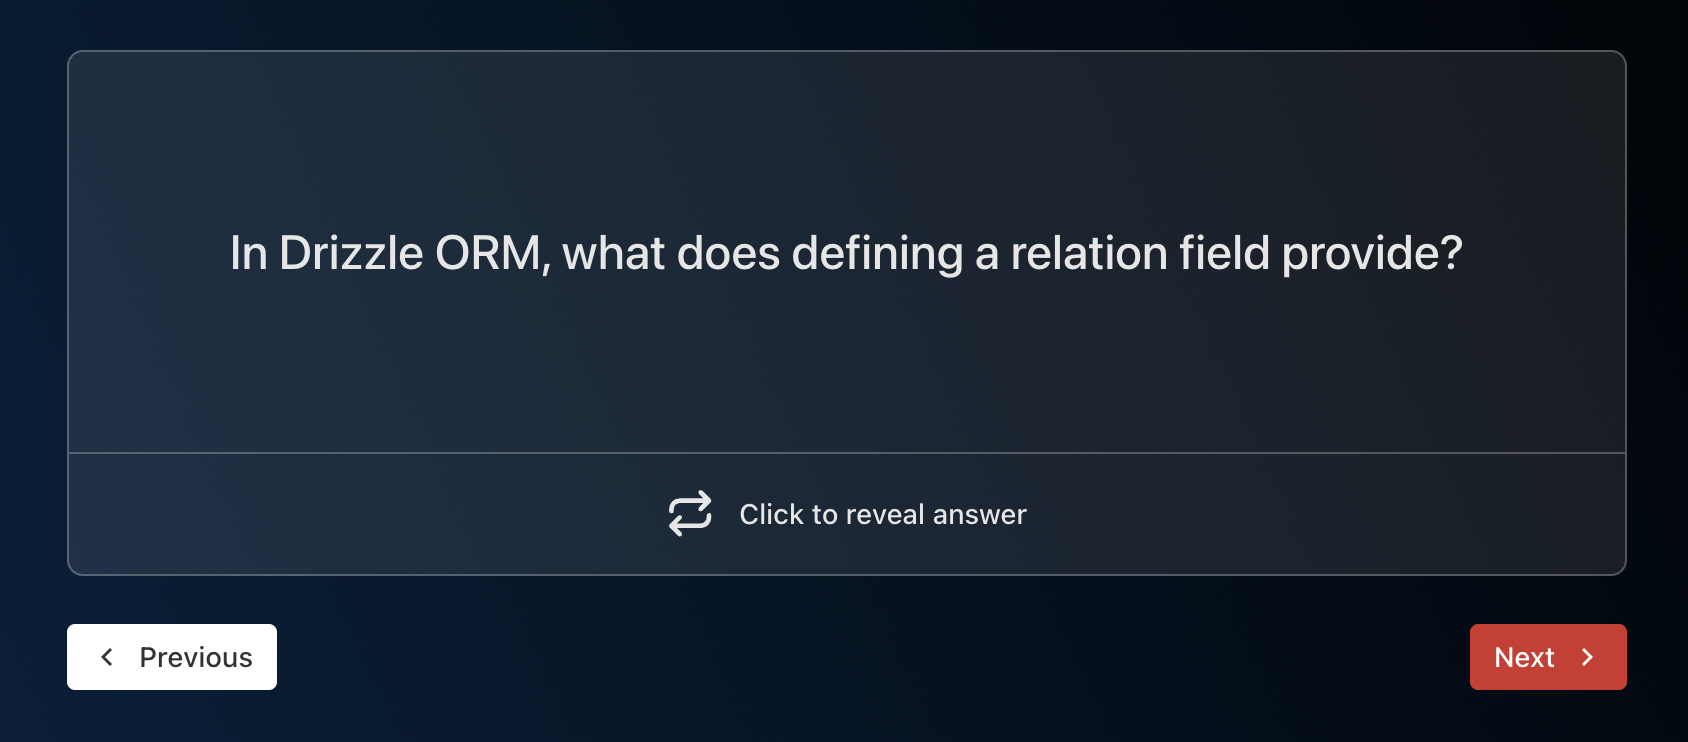 In Drizzle ORM, what does defining a relation field provide?
Click to reveal answer
Previous
Next